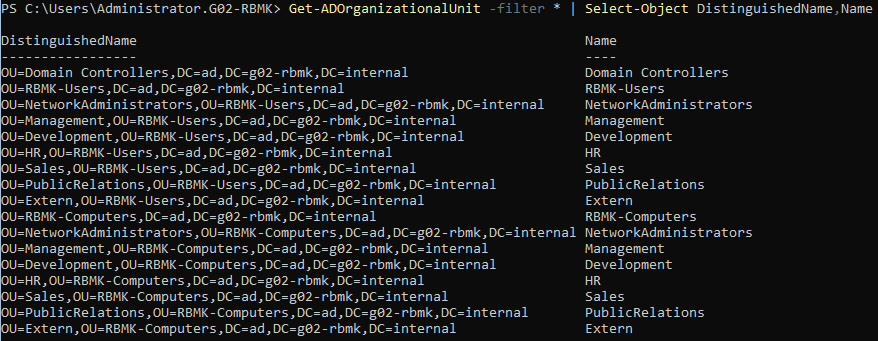 PS C:\Users\Administrator.G02-RBMK> Get-ADOrganizationalUnit -filter * | Select-Object DistinguishedName,Name
DistinguishedName Name
----------------- ----
OU=Domain Controllers,DC=ad,DC=g02-rbmk,DC=internal Domain Controllers
OU=RBMK-Users,DC=ad,DC=g02-rbmk,DC=internal RBMK-Users
OU=NetworkAdministrators,OU=RBMK-Users,DC=ad,DC=g02-rbmk,DC=internal NetworkAdministrators
OU=Management,OU=RBMK-Users,DC=ad,DC=g02-rbmk,DC=internal Management
OU=Development,OU=RBMK-Users,DC=ad,DC=g02-rbmk,DC=internal Development
OU=HR,OU=RBMK-Users,DC=ad,DC=g02-rbmk,DC=internal HR
OU=Sales,OU=RBMK-Users,DC=ad,DC=g02-rbmk,DC=internal Sales
OU=PublicRelations,OU=RBMK-Users,DC=ad,DC=g02-rbmk,DC=internal PublicRelations
OU=Extern,OU=RBMK-Users,DC=ad,DC=g02-rbmk,DC=internal Extern
OU=RBMK-Computers,DC=ad,DC=g02-rbmk,DC=internal RBMK-Computers
OU=NetworkAdministrators,OU=RBMK-Computers,DC=ad,DC=g02-rbmk,DC=internal NetworkAdministrators
OU=Management,OU=RBMK-Computers,DC=ad,DC=g02-rbmk,DC=internal Management
OU=Development,OU=RBMK-Computers,DC=ad,DC=g02-rbmk,DC=internal Development
OU=HR,OU=RBMK-Computers,DC=ad,DC=g02-rbmk,DC=internal HR
OU=Sales,OU=RBMK-Computers,DC=ad,DC=g02-rbmk,DC=internal Sales
OU=PublicRelations,OU=RBMK-Computers,DC=ad,DC=g02-rbmk,DC=internal PublicRelations
OU=Extern,OU=RBMK-Computers,DC=ad,DC=g02-rbmk,DC=internal Extern